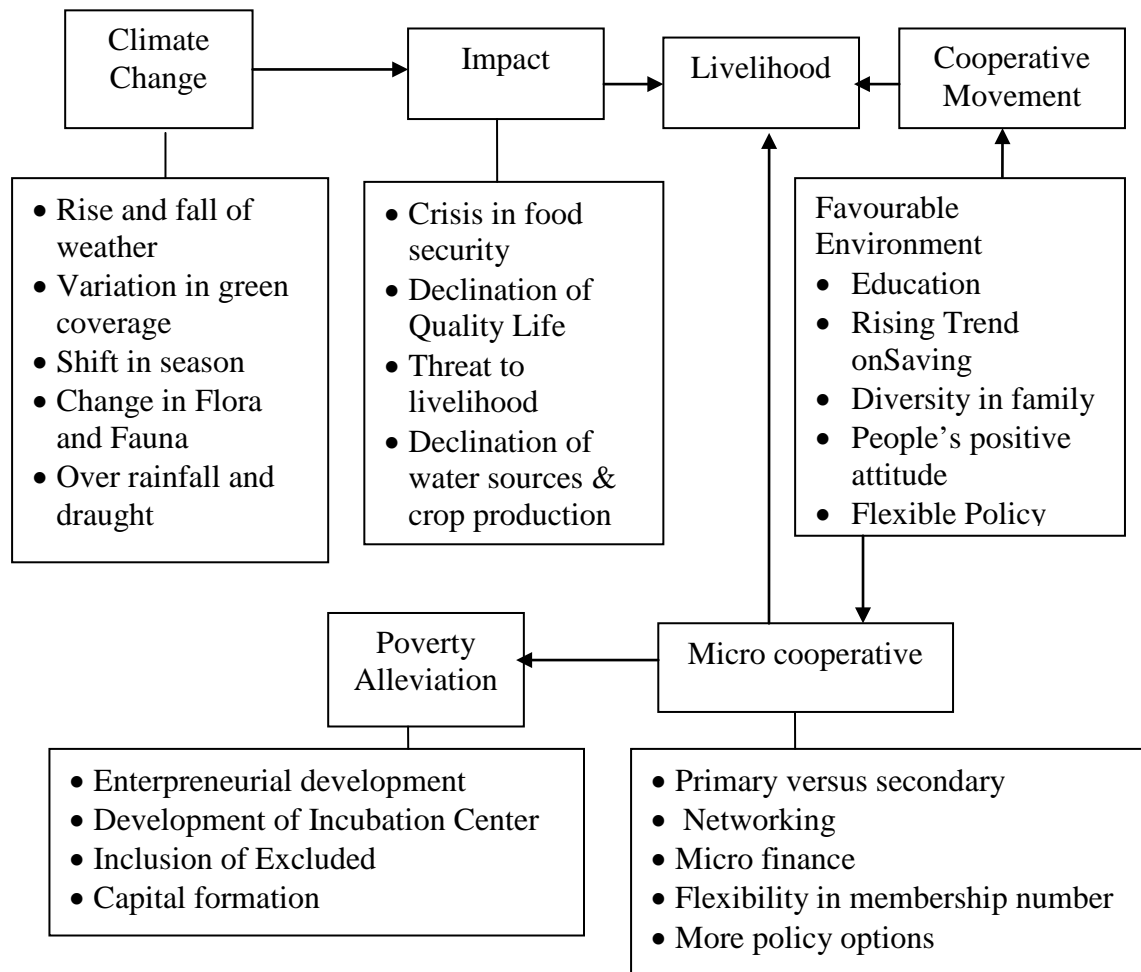 Climate
Change
Impact
Livelihood
Cooperative
Movement
• Rise and fall of
weather
• Variation in green
coverage
• Shift in season
• Change in Flora
and Fauna
• Over rainfall and
draught
• Crisis in food
security
• Declination of
Quality Life
• Threat to
livelihood
• Declination of
water sources &
crop production
Favourable
Environment
• Education
• Rising Trend
onSaving
• Diversity in family
• People’s positive
attitude
• Flexible Policy
Poverty
Alleviation
Micro cooperative
• Enterpreneurial development
• Development of Incubation Center
• Inclusion of Excluded
• Capital formation
• Primary versus secondary
• Networking
• Micro finance
• Flexibility in membership number
• More policy options